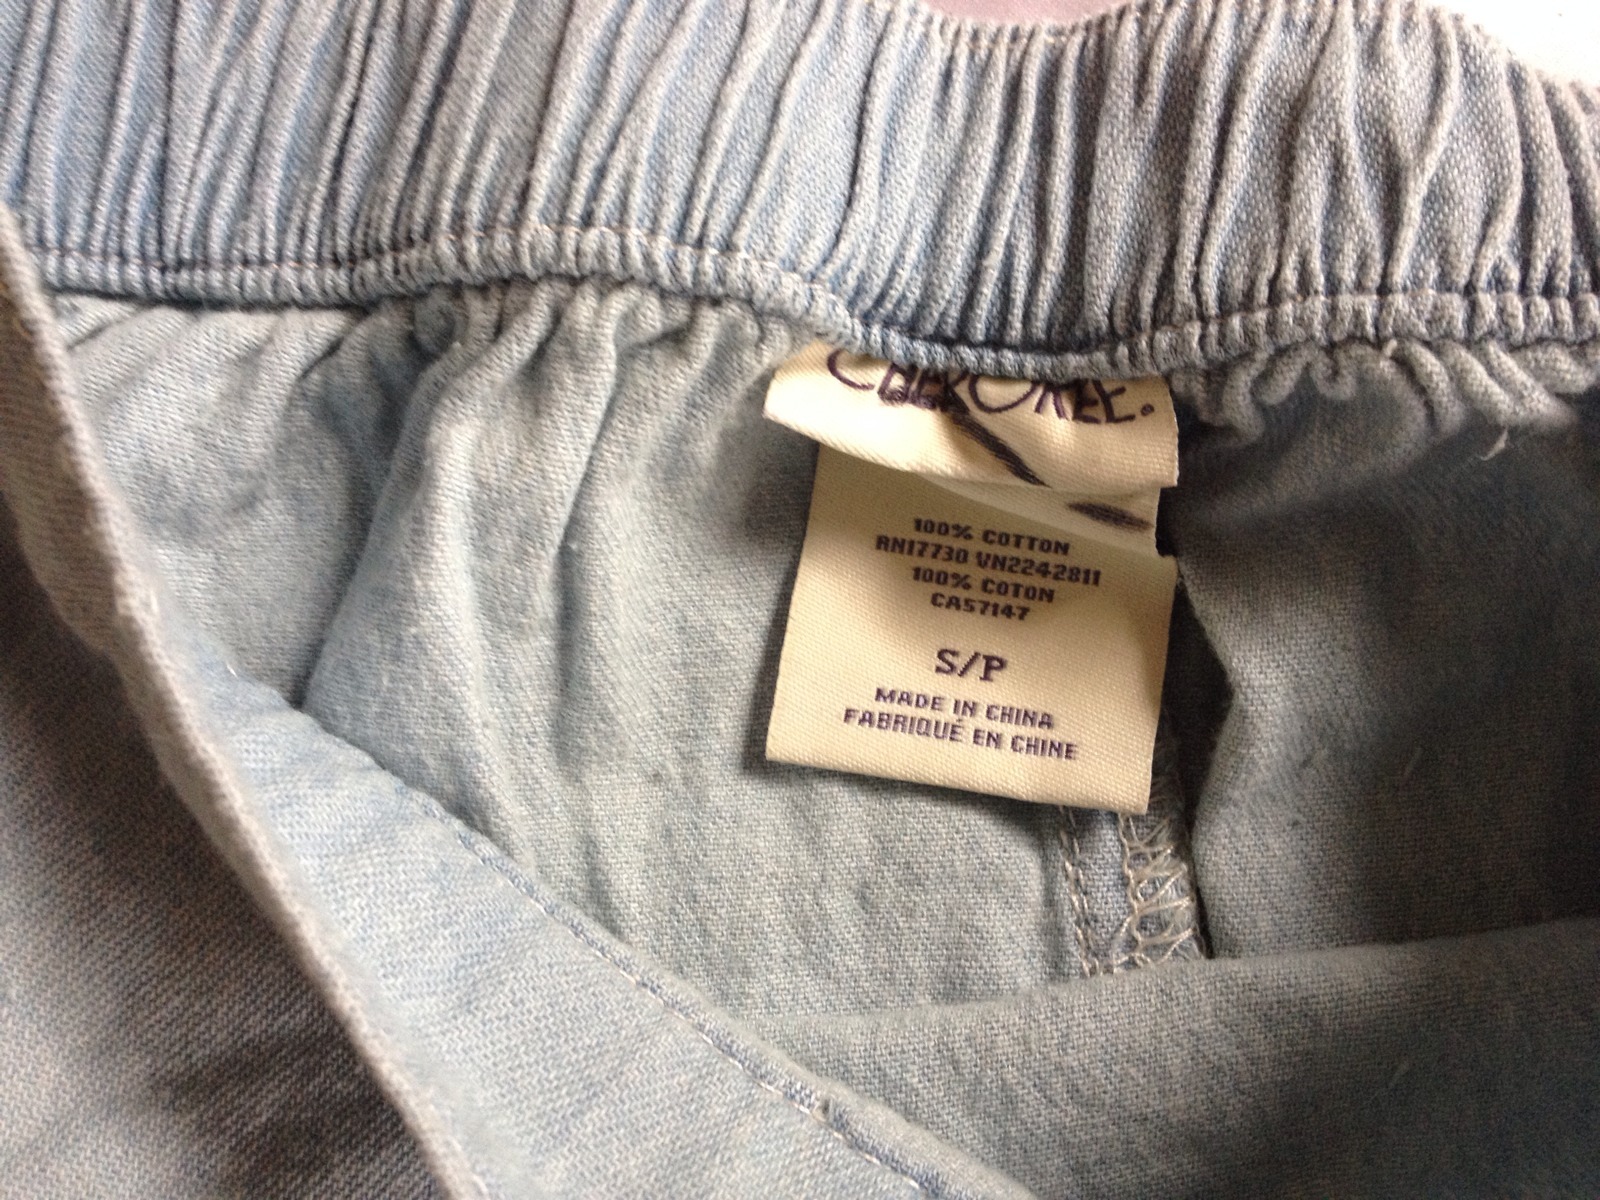 CHEROKEE.
100% COTTON
RN17730 VN2242811
100% COTON
CA57147
S/P
MADE IN CHINA
FABRIQUÉ EN CHINE